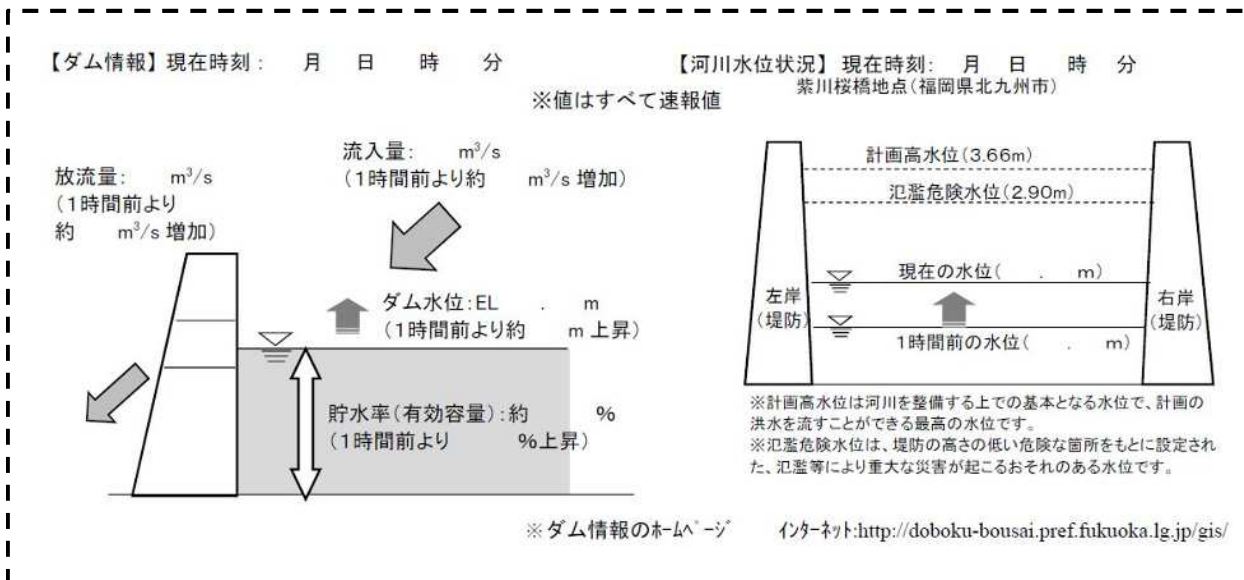 【ダム情報】現在時刻： 月 日 時 分
【河川水位状況】現在時刻： 月 日 時 分
紫川桜橋地点(福岡県北九州市)
※値はすべて速報値
流入量： m³/s
(1時間前より約 m³/s 増加)
放流量： m³/s
(1時間前より
約 m³/s 増加)
ダム水位：EL . m
(1時間前より約 m 上昇)
貯水率(有効容量)：約 %
(1時間前より %上昇)
計画高水位(3.66m)
氾濫危険水位(2.90m)
現在の水位( . m)
左岸
(堤防)
右岸
(堤防)
1時間前の水位( . m)
※計画高水位は河川を整備する上での基本となる水位で、計画の
洪水を流すことができる最高の水位です。
※氾濫危険水位は、堤防の高さの低い危険な箇所をもとに設定され
た、氾濫等により重大な災害が起こるおそれのある水位です。
※ダム情報のﾎｰﾑﾍﾟｰｼﾞ ｲﾝﾀｰﾈｯﾄ:http://doboku-bousai.pref.fukuoka.lg.jp/gis/